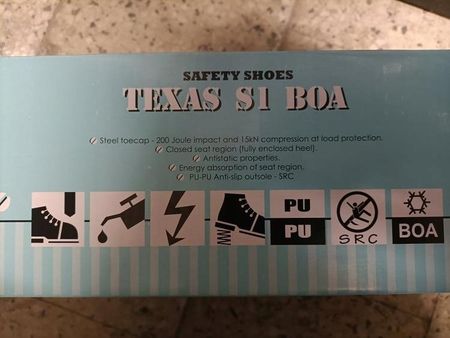 SAFETY SHOES
TEXAS S1 BOA
Steel toecap - 200 Joule impact and 15kN compression at load protection.
Closed seat region (fully enclosed heel).
Antistatic properties.
Energy absorption of seat region.
PU-PU Anti-slip outsole - SRC
PU
PU
SRC
BOA